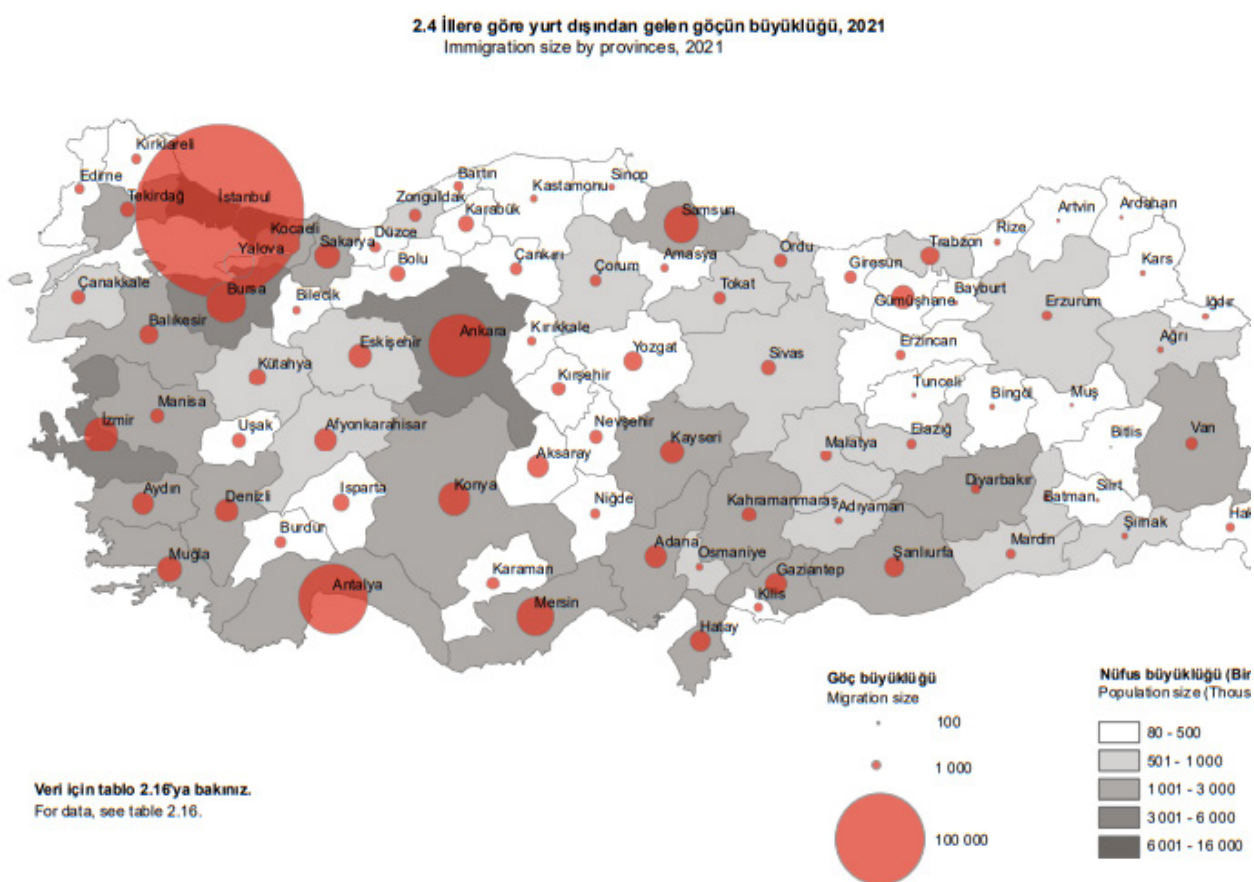 2.4 İllere göre yurt dışından gelen göçün büyüklüğü, 2021
Immigration size by provinces, 2021
Kırklareli
Edirne
Tekirdağ
İstanbul
Kocaeli
Yalova
Sakarya
Düzce
Zonguldak
Bartın
Karabük
Kastamonu
Sinop
Samsun
Bolu
Çankırı
Çorum
Amasya
Ordu
Tokat
Giresun
Trabzon
Gümüşhane
Bayburt
Rize
Artvin
Ardahan
Kars
Iğdır
Erzurum
Ağrı
Çanakkale
Balıkesir
Bursa
Bilecik
Kütahya
Eskişehir
Ankara
Kırıkkale
Kırşehir
Yozgat
Sivas
Erzincan
Tunceli
Bingöl
Muş
Bitlis
Van
İzmir
Manisa
Uşak
Afyonkarahisar
Aksaray
Nevşehir
Kayseri
Malatya
Elazığ
Diyarbakır
Batman
Siirt
Şırnak
Hak
Aydın
Denizli
Isparta
Burdur
Konya
Niğde
Kahramanmaraş
Adıyaman
Mardin
Şanlıurfa
Muğla
Antalya
Karaman
Mersin
Adana
Osmaniye
Gaziantep
Kilis
Hatay
Göç büyüklüğü
Migration size
100
1 000
100 000
Nüfus büyüklüğü (Bin
Population size (Thous
80 - 500
501 - 1 000
1 001 - 3 000
3 001 - 6 000
6 001 - 16 000
Veri için tablo 2.16'ya bakınız.
For data, see table 2.16.